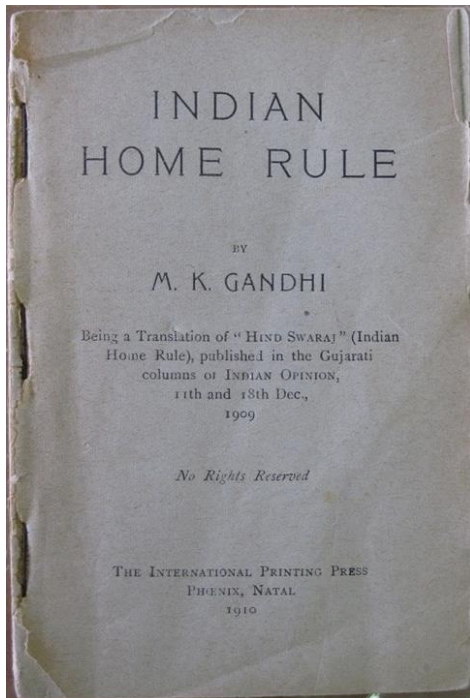 INDIAN
HOME RULE
BY
M. K. GANDHI
Being a Translation of "HIND SWARAJ" (Indian
Home Rule), published in the Gujarati
columns of INDIAN OPINION,
11th and 18th Dec.,
1909
No Rights Reserved
THE INTERNATIONAL PRINTING PRESS
PHŒNIX, NATAL
1910